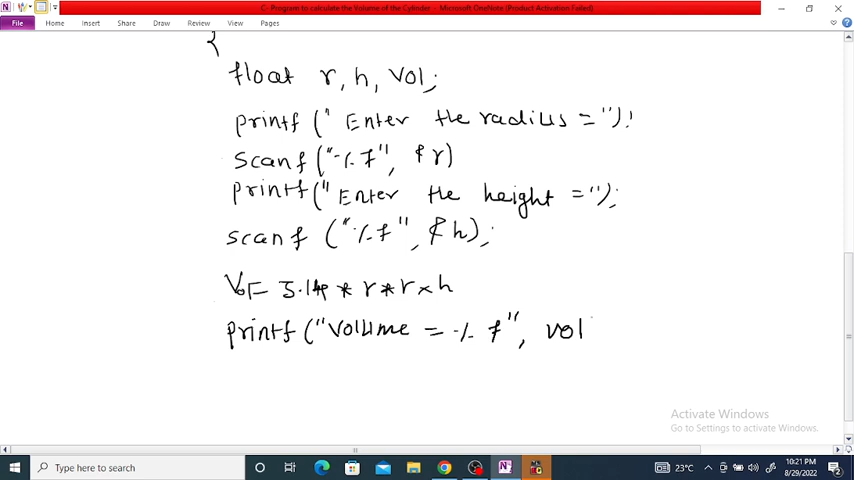 C- Program to calculate the Volume of the Cylinder - Microsoft OneNote (Product Activation Failed)
File Home Insert Share Draw Review View Pages
{
float r, h, vol;
printf (" Enter the radius =");
scanf ("%f", &r)
printf(" Enter the height =");
scanf ("%f", &h);
Vol= 3.14 * r * r * h
printf ("Volume = %f", vol
Activate Windows
Go to Settings to activate Windows.
Type here to search
23°C
10:21 PM
8/29/2022
2